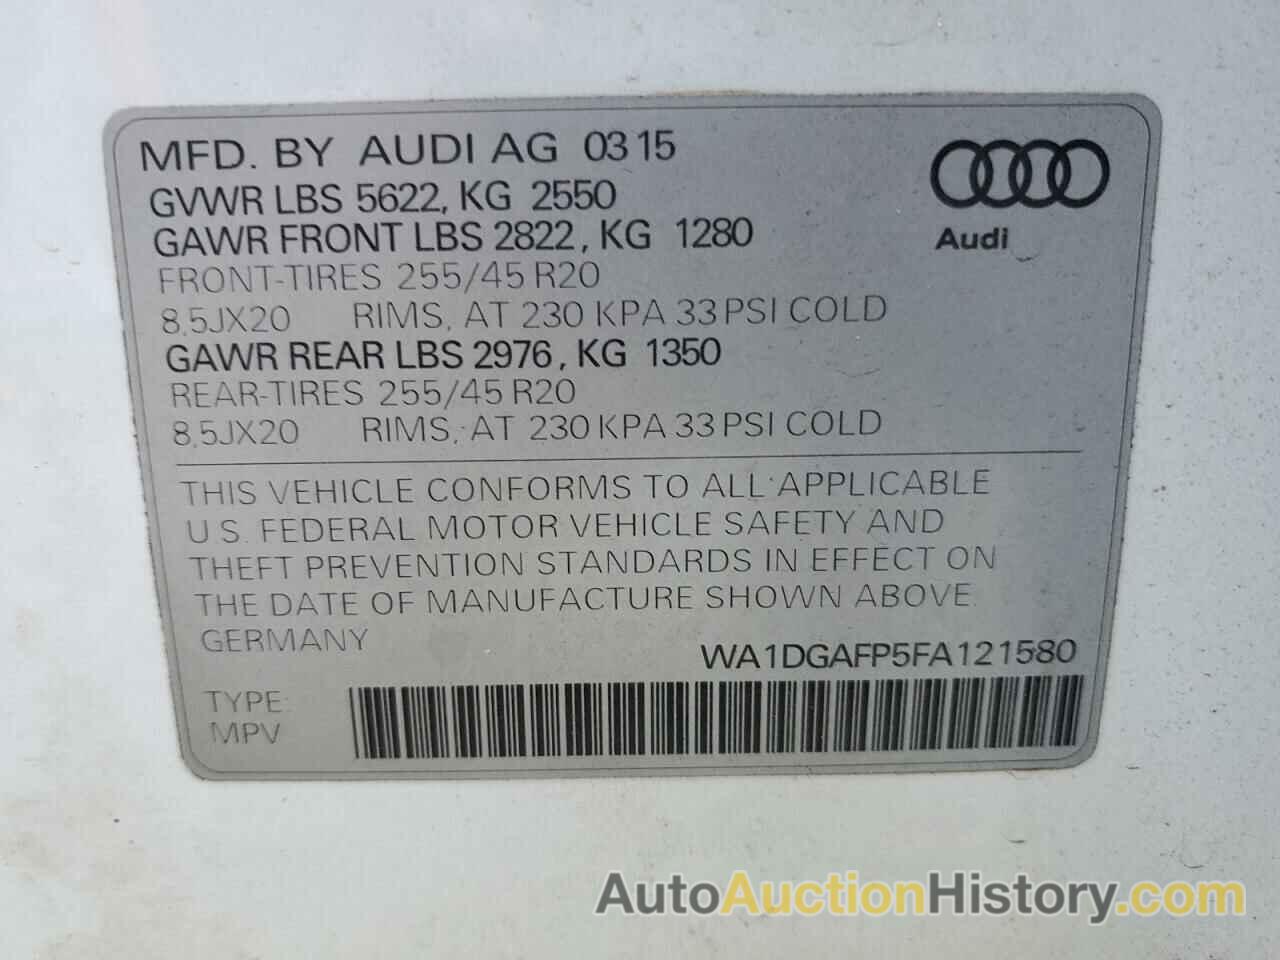 MFD. BY AUDI AG 03 15
GVWR LBS 5622, KG 2550
GAWR FRONT LBS 2822, KG 1280
FRONT-TIRES 255/45 R20
8,5JX20 RIMS, AT 230 KPA 33 PSI COLD
GAWR REAR LBS 2976, KG 1350
REAR-TIRES 255/45 R20
8,5JX20 RIMS, AT 230 KPA 33 PSI COLD
Audi
THIS VEHICLE CONFORMS TO ALL APPLICABLE
U.S. FEDERAL MOTOR VEHICLE SAFETY AND
THEFT PREVENTION STANDARDS IN EFFECT ON
THE DATE OF MANUFACTURE SHOWN ABOVE.
GERMANY
WA1DGAFP5FA121580
TYPE:
MPV
AutoAuctionHistory.com